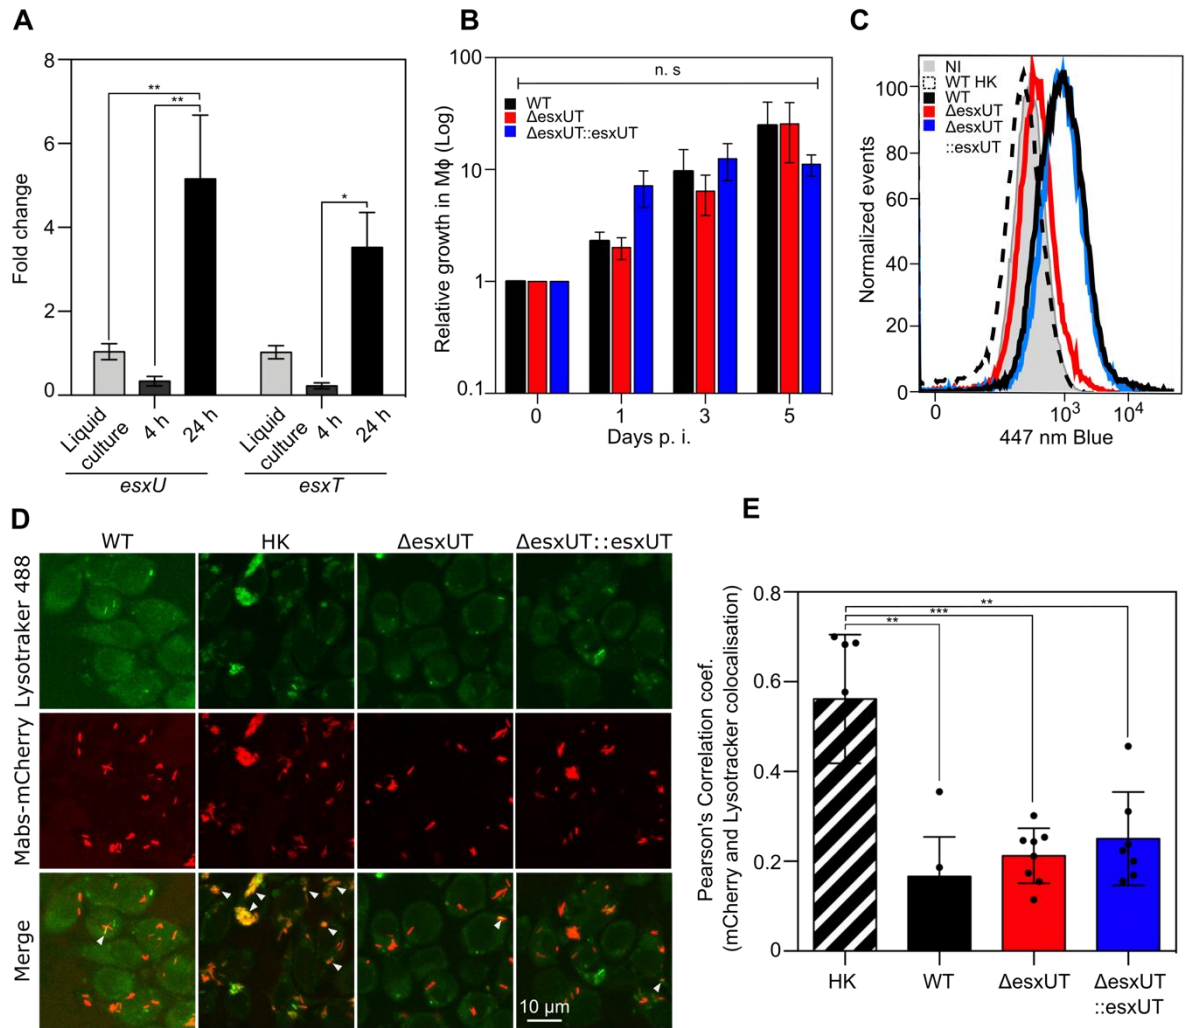 A
8
6
4
2
0
Fold change
**
**
*
Liquid
culture
4 h
24 h
Liquid
culture
4 h
24 h
esxU
esxT
B
100
10
1
0.1
Relative growth in Mϕ (Log)
n. s
WT
ΔesxUT
ΔesxUT::esxUT
0
1
3
5
Days p. i.
C
NI
WT HK
WT
ΔesxUT
ΔesxUT
::esxUT
100
80
60
40
20
0
Normalized events
0
10³
10⁴
447 nm Blue
D
WT
HK
ΔesxUT
ΔesxUT::esxUT
Lysotraker 488
Mabs-mCherry
Merge
10 µm
E
0.8
0.6
0.4
0.2
0
Pearson's Correlation coef.
(mCherry and Lysotracker colocalisation)
**
***
**
HK
WT
ΔesxUT
ΔesxUT
::esxUT